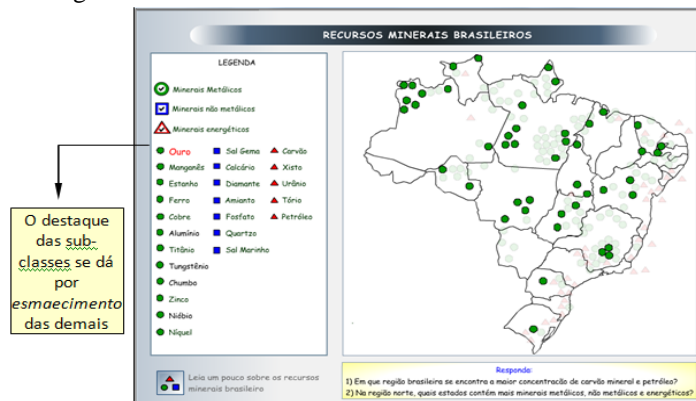 RECURSOS MINERAIS BRASILEIROS
LEGENDA
Minerais Metálicos
Minerais não metálicos
Minerais energéticos
Ouro Sal Gema Carvão
Manganês Calcário Xisto
Estanho Diamante Urânio
Ferro Amianto Tório
Cobre Fosfato Petróleo
Alumínio Quartzo
Titânio Sal Marinho
Tungstênio
Chumbo
Zinco
Nióbio
Níquel
O destaque
das sub-
classes se dá
por
esmaecimento
das demais
Leia um pouco sobre os recursos
minerais brasileiro
Responda:
1) Em que região brasileira se encontra a maior concentracão de carvão mineral e petróleo?
2) Na região norte, quais estados contém mais minerais metálicos, não metálicos e energéticos?